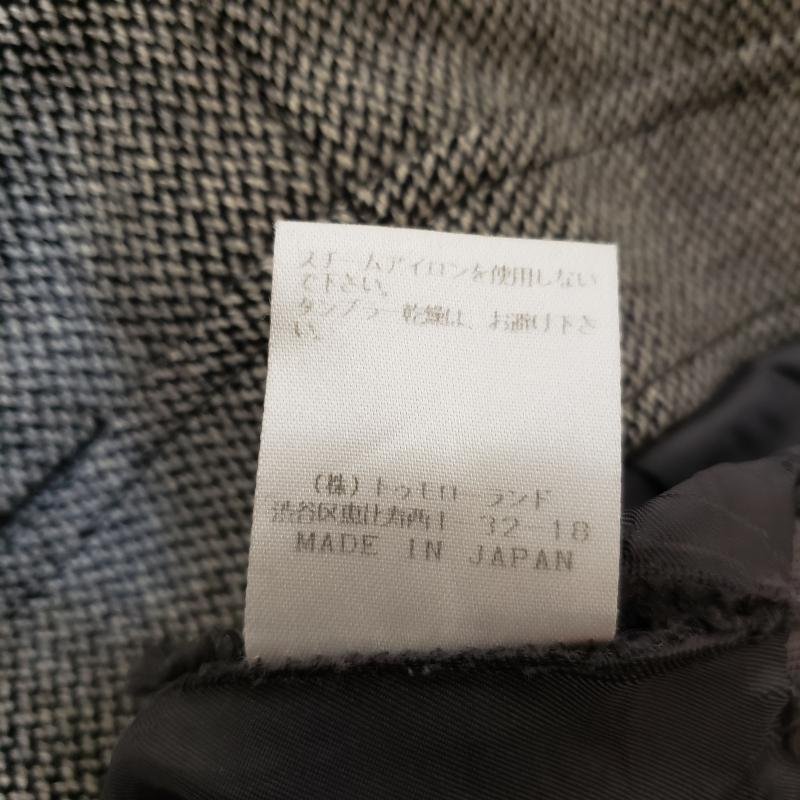 スチームアイロンを使用しない
で下さい。
タンブラー乾燥は、お避け下さ
い。
(株)トゥモローランド
渋谷区恵比寿西1-32-18
MADE IN JAPAN